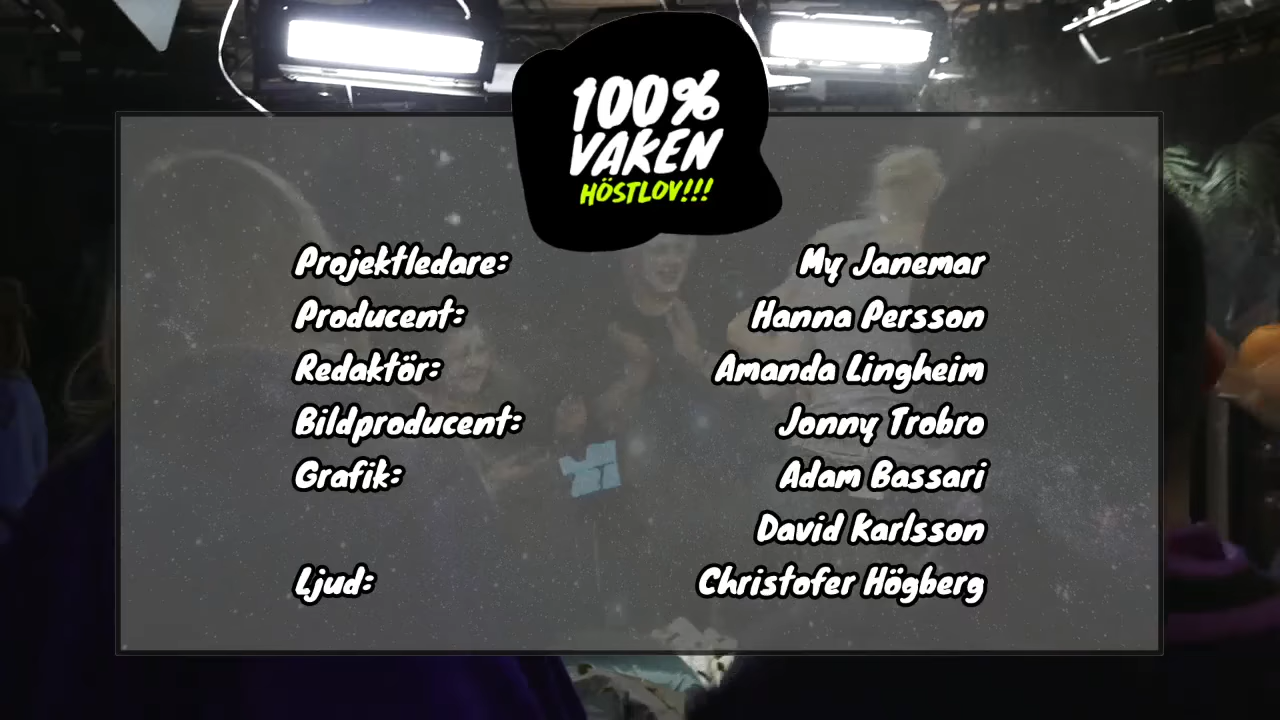 100%
VAKEN
HÖSTLOV!!!
Projektledare: My Janemar
Producent: Hanna Persson
Redaktör: Amanda Lingheim
Bildproducent: Jonny Trobro
Grafik: Adam Bassari
David Karlsson
Ljud: Christofer Högberg